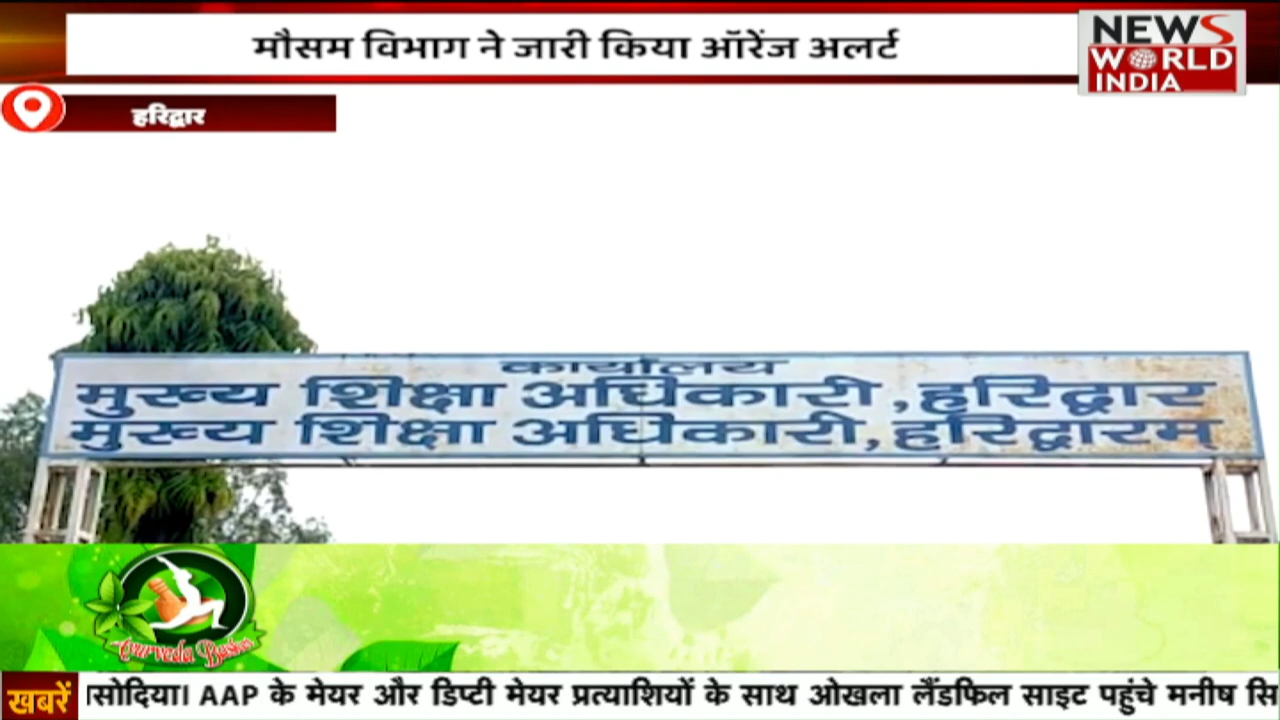 मौसम विभाग ने जारी किया ऑरेंज अलर्ट
NEWS
WORLD
INDIA
हरिद्वार
कार्यालय
मुख्य शिक्षा अधिकारी, हरिद्वार
मुख्य शिक्षा अधिकारी, हरिद्वारम्
Ayurveda
खबरें
सोदिया। AAP के मेयर और डिप्टी मेयर प्रत्याशियों के साथ ओखला लैंडफिल साइट पहुंचे मनीष सि